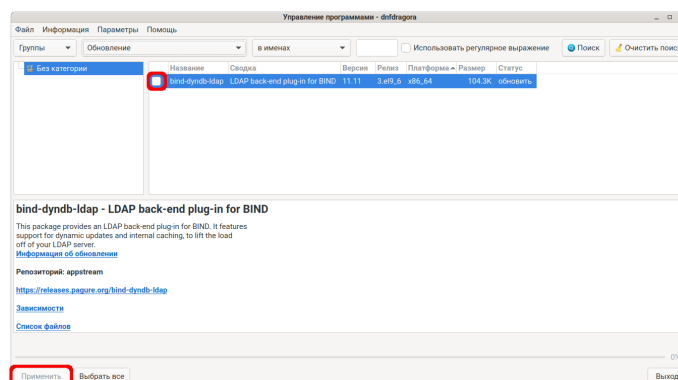 Управление программами - dnfdragora
Файл Информация Параметры Помощь
Группы Обновление в именах Использовать регулярное выражение Поиск Очистить поис
Без категории
Название Сводка Версия Релиз Платформа Размер Статус
bind-dyndb-ldap LDAP back-end plug-in for BIND 11.11 3.el9_6 x86_64 104.3K обновить
bind-dyndb-ldap - LDAP back-end plug-in for BIND
This package provides an LDAP back-end plug-in for BIND. It features
support for dynamic updates and internal caching, to lift the load
off of your LDAP server.
Информация об обновлении
Репозиторий: appstream
https://releases.pagure.org/bind-dyndb-ldap
Зависимости
Список файлов
0%
Применить Выбрать все Выход